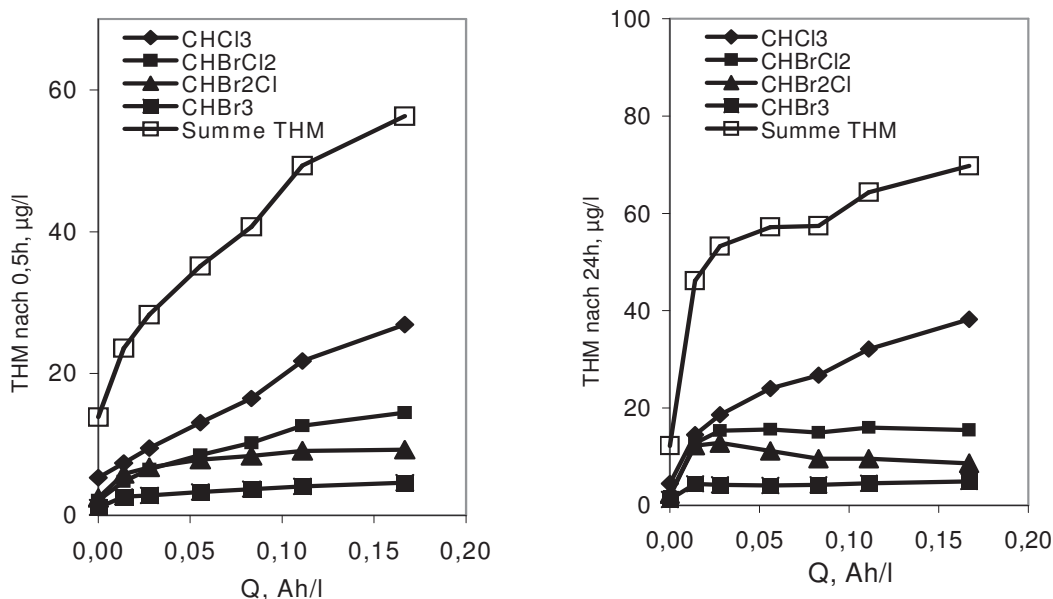 CHCl3
CHBrCl2
CHBr2Cl
CHBr3
Summe THM
THM nach 0,5h, µg/l
60
40
20
0
0,00 0,05 0,10 0,15 0,20
Q, Ah/l
CHCl3
CHBrCl2
CHBr2Cl
CHBr3
Summe THM
THM nach 24h, µg/l
100
80
60
40
20
0
0,00 0,05 0,10 0,15 0,20
Q, Ah/l